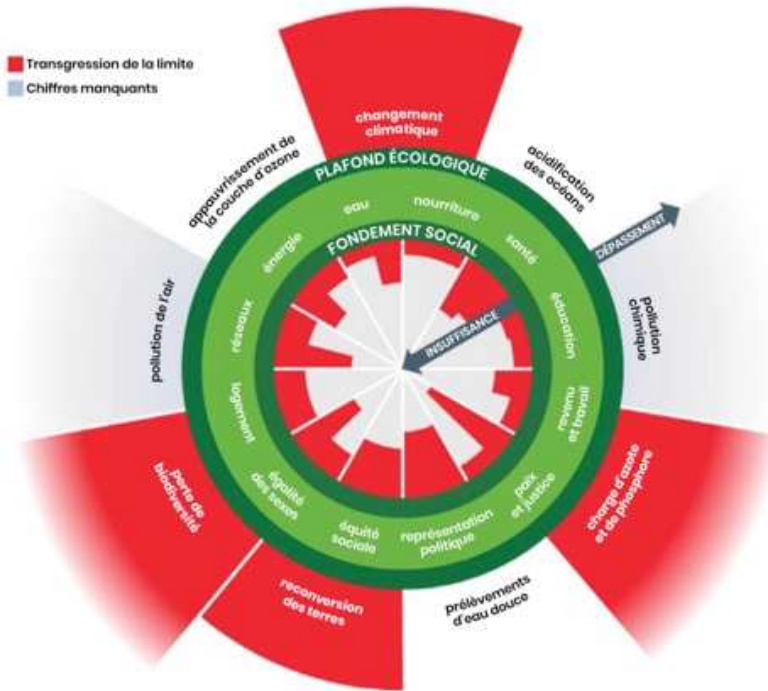 Transgression de la limite
Chiffres manquants
changement
climatique
appauvrissement de
la couche d'ozone
acidification
des océans
PLAFOND ÉCOLOGIQUE
eau
nourriture
énergie
santé
FONDEMENT SOCIAL
DÉPASSEMENT
pollution de l'air
réseaux
INSUFFISANCE
éducation
pollution
chimique
logement
revenu
et travail
perte de
biodiversité
égalité
des sexes
équité
sociale
représentation
politique
paix
et justice
charge d'azote
et de phosphore
reconversion
des terres
prélèvements
d'eau douce